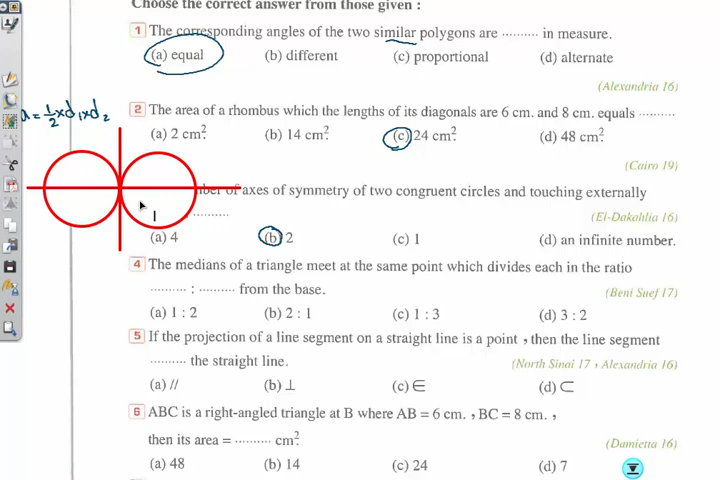 Choose the correct answer from those given :
1 The corresponding angles of the two similar polygons are .......... in measure.
(a) equal (b) different (c) proportional (d) alternate
(Alexandria 16)
a = 1/2 x d1 x d2
2 The area of a rhombus which the lengths of its diagonals are 6 cm. and 8 cm. equals ..........
(a) 2 cm² (b) 14 cm² (c) 24 cm² (d) 48 cm²
(Cairo 19)
of axes of symmetry of two congruent circles and touching externally
..........
(El-Dakahlia 16)
(a) 4 (b) 2 (c) 1 (d) an infinite number.
4 The medians of a triangle meet at the same point which divides each in the ratio
.......... : .......... from the base.
(Beni Suef 17)
(a) 1 : 2 (b) 2 : 1 (c) 1 : 3 (d) 3 : 2
5 If the projection of a line segment on a straight line is a point , then the line segment
.......... the straight line.
(North Sinai 17 , Alexandria 16)
(a) // (b) ⊥ (c) ∈ (d) ⊂
6 ABC is a right-angled triangle at B where AB = 6 cm. , BC = 8 cm. ,
then its area = .......... cm²
(Damietta 16)
(a) 48 (b) 14 (c) 24 (d) 7